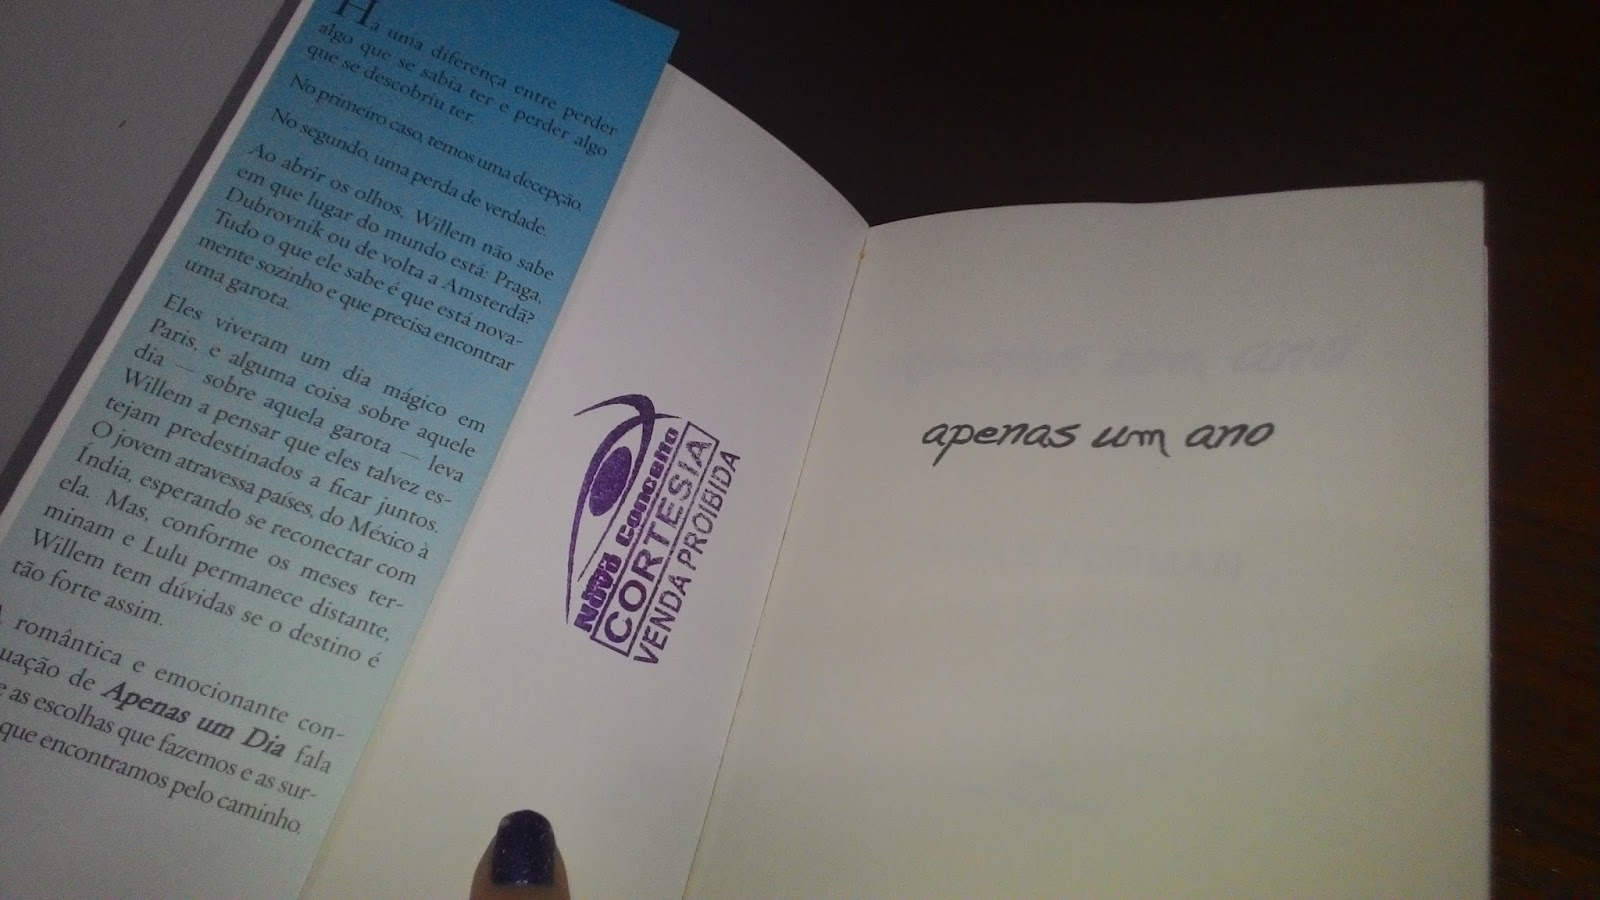 Há uma diferença entre perder
algo que se sabia ter e perder algo
que se descobriu ter.
No primeiro caso, temos uma decepção.
No segundo, uma perda de verdade.
Ao abrir os olhos, Willem não sabe
em que lugar do mundo está: Praga,
Dubrovnik ou de volta a Amsterdã?
Tudo o que ele sabe é que está nova-
mente sozinho e que precisa encontrar
uma garota.
Eles viveram um dia mágico em
Paris, e alguma coisa sobre aquele
dia — sobre aquela garota — leva
Willem a pensar que eles talvez es-
tejam predestinados a ficar juntos.
O jovem atravessa países, do México à
Índia, esperando se reconectar com
ela. Mas, conforme os meses ter-
minam e Lulu permanece distante,
Willem tem dúvidas se o destino é
tão forte assim.
A romântica e emocionante con-
uação de Apenas um Dia fala
e as escolhas que fazemos e as sur-
que encontramos pelo caminho.
Novo Conceito
CORTESIA
VENDA PROIBIDA
apenas um ano